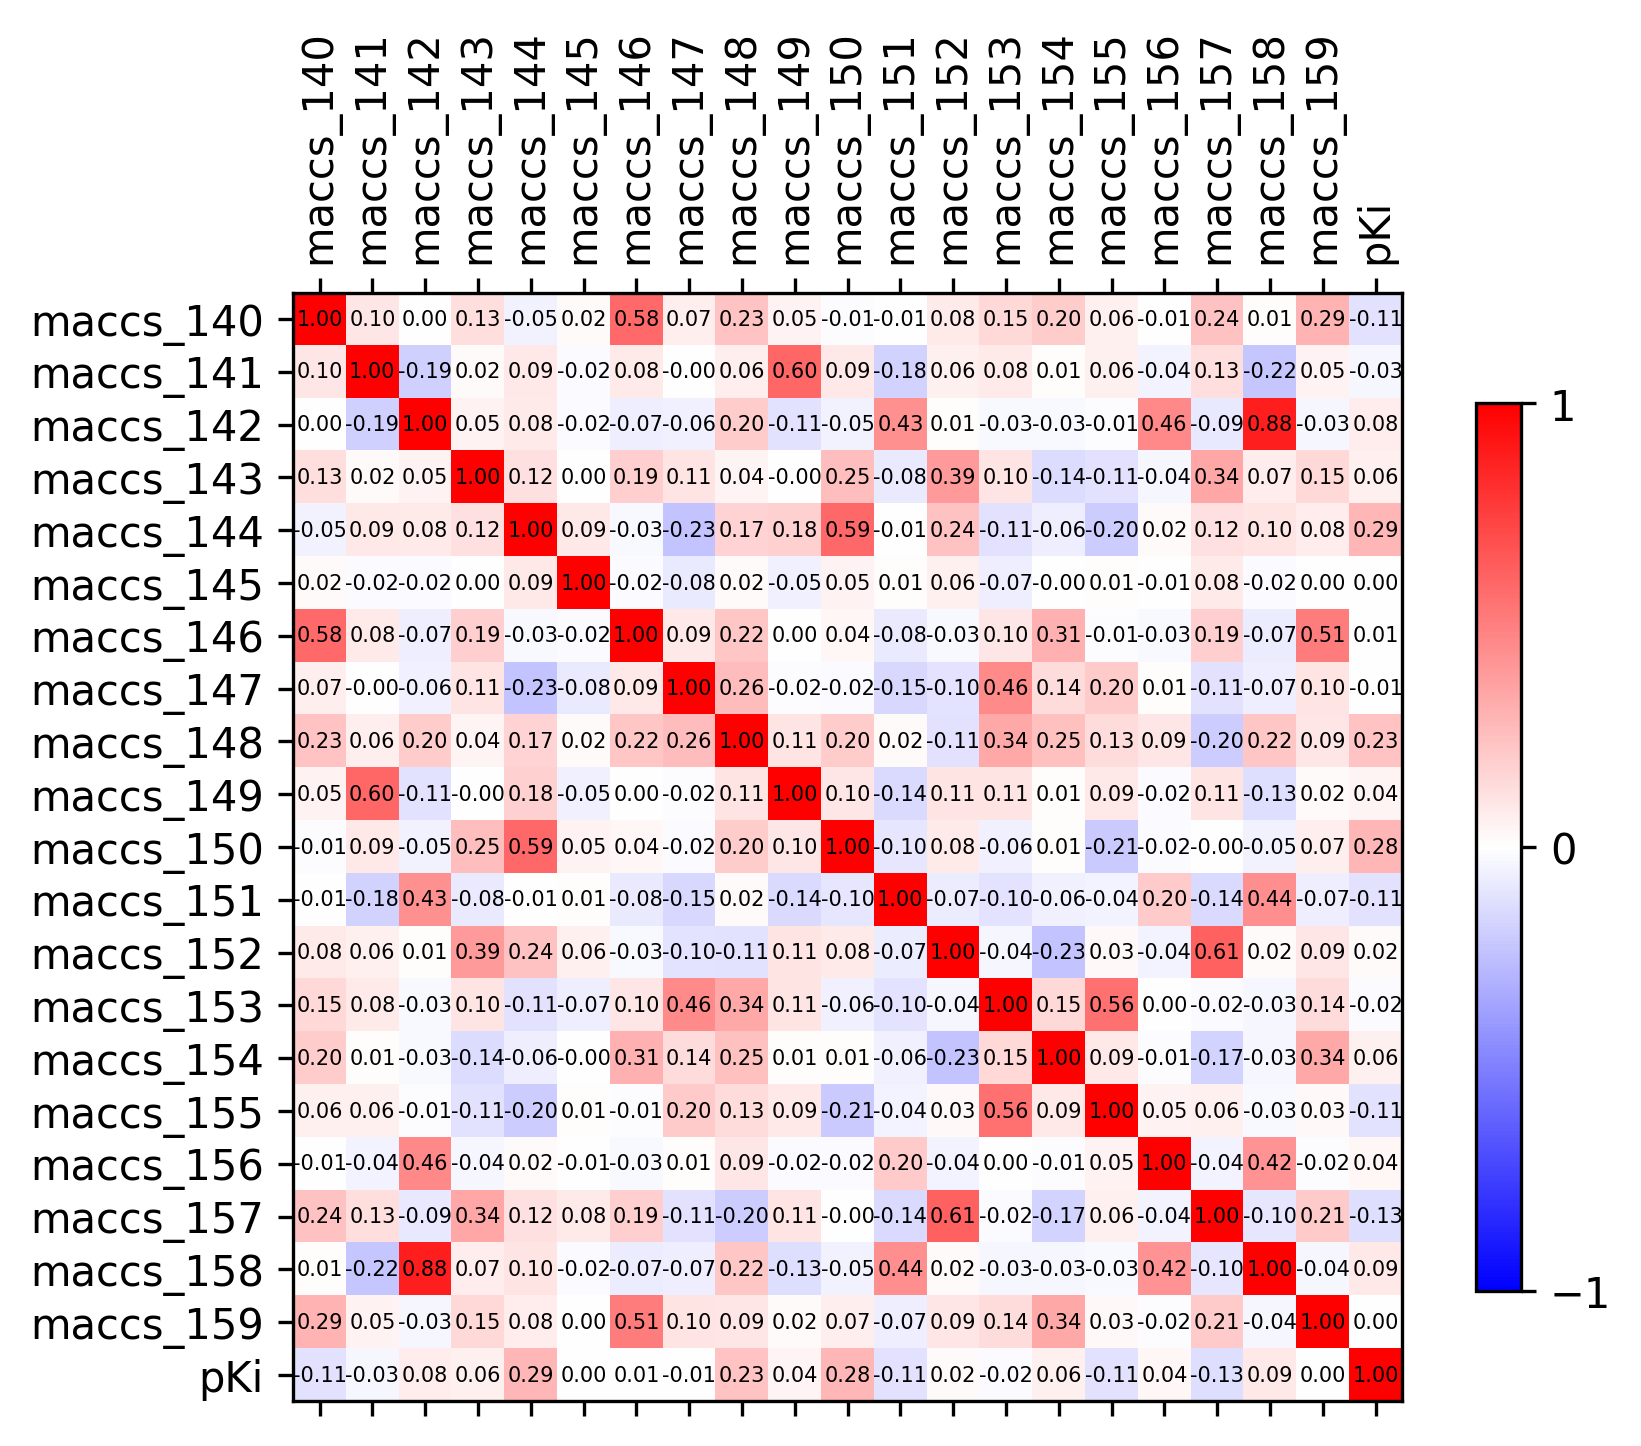 maccs_140 maccs_141 maccs_142 maccs_143 maccs_144 maccs_145 maccs_146 maccs_147 maccs_148 maccs_149 maccs_150 maccs_151 maccs_152 maccs_153 maccs_154 maccs_155 maccs_156 maccs_157 maccs_158 maccs_159 pKi
maccs_140 1.00 0.10 0.00 0.13 -0.05 0.02 0.58 0.07 0.23 0.05 -0.01 -0.01 0.08 0.15 0.20 0.06 -0.01 0.24 0.01 0.29 -0.11
maccs_141 0.10 1.00 -0.19 0.02 0.09 -0.02 0.08 -0.00 0.06 0.60 0.09 -0.18 0.06 0.08 0.01 0.06 -0.04 0.13 -0.22 0.05 -0.03
maccs_142 0.00 -0.19 1.00 0.05 0.08 -0.02 -0.07 -0.06 0.20 -0.11 -0.05 0.43 0.01 -0.03 -0.03 -0.01 0.46 -0.09 0.88 -0.03 0.08
maccs_143 0.13 0.02 0.05 1.00 0.12 0.00 0.19 0.11 0.04 -0.00 0.25 -0.08 0.39 0.10 -0.14 -0.11 -0.04 0.34 0.07 0.15 0.06
maccs_144 -0.05 0.09 0.08 0.12 1.00 0.09 -0.03 -0.23 0.17 0.18 0.59 -0.01 0.24 -0.11 -0.06 -0.20 0.02 0.12 0.10 0.08 0.29
maccs_145 0.02 -0.02 -0.02 0.00 0.09 1.00 -0.02 -0.08 0.02 -0.05 0.05 0.01 0.06 -0.07 -0.00 0.01 -0.01 0.08 -0.02 0.00 0.00
maccs_146 0.58 0.08 -0.07 0.19 -0.03 -0.02 1.00 0.09 0.22 0.00 0.04 -0.08 -0.03 0.10 0.31 -0.01 -0.03 0.19 -0.07 0.51 0.01
maccs_147 0.07 -0.00 -0.06 0.11 -0.23 -0.08 0.09 1.00 0.26 -0.02 -0.02 -0.15 -0.10 0.46 0.14 0.20 0.01 -0.11 -0.07 0.10 -0.01
maccs_148 0.23 0.06 0.20 0.04 0.17 0.02 0.22 0.26 1.00 0.11 0.20 0.02 -0.11 0.34 0.25 0.13 0.09 -0.20 0.22 0.09 0.23
maccs_149 0.05 0.60 -0.11 -0.00 0.18 -0.05 0.00 -0.02 0.11 1.00 0.10 -0.14 0.11 0.11 0.01 0.09 -0.02 0.11 -0.13 0.02 0.04
maccs_150 -0.01 0.09 -0.05 0.25 0.59 0.05 0.04 -0.02 0.20 0.10 1.00 -0.10 0.08 -0.06 0.01 -0.21 -0.02 -0.00 -0.05 0.07 0.28
maccs_151 -0.01 -0.18 0.43 -0.08 -0.01 0.01 -0.08 -0.15 0.02 -0.14 -0.10 1.00 -0.07 -0.10 -0.06 -0.04 0.20 -0.14 0.44 -0.07 -0.11
maccs_152 0.08 0.06 0.01 0.39 0.24 0.06 -0.03 -0.10 -0.11 0.11 0.08 -0.07 1.00 -0.04 -0.23 0.03 -0.04 0.61 0.02 0.09 0.02
maccs_153 0.15 0.08 -0.03 0.10 -0.11 -0.07 0.10 0.46 0.34 0.11 -0.06 -0.10 -0.04 1.00 0.15 0.56 0.00 -0.02 -0.03 0.14 -0.02
maccs_154 0.20 0.01 -0.03 -0.14 -0.06 -0.00 0.31 0.14 0.25 0.01 0.01 -0.06 -0.23 0.15 1.00 0.09 -0.01 -0.17 -0.03 0.34 0.06
maccs_155 0.06 0.06 -0.01 -0.11 -0.20 0.01 -0.01 0.20 0.13 0.09 -0.21 -0.04 0.03 0.56 0.09 1.00 0.05 0.06 -0.03 0.03 -0.11
maccs_156 -0.01 -0.04 0.46 -0.04 0.02 -0.01 -0.03 0.01 0.09 -0.02 -0.02 0.20 -0.04 0.00 -0.01 0.05 1.00 -0.04 0.42 -0.02 0.04
maccs_157 0.24 0.13 -0.09 0.34 0.12 0.08 0.19 -0.11 -0.20 0.11 -0.00 -0.14 0.61 -0.02 -0.17 0.06 -0.04 1.00 -0.10 0.21 -0.13
maccs_158 0.01 -0.22 0.88 0.07 0.10 -0.02 -0.07 -0.07 0.22 -0.13 -0.05 0.44 0.02 -0.03 -0.03 -0.03 0.42 -0.10 1.00 -0.04 0.09
maccs_159 0.29 0.05 -0.03 0.15 0.08 0.00 0.51 0.10 0.09 0.02 0.07 -0.07 0.09 0.14 0.34 0.03 -0.02 0.21 -0.04 1.00 0.00
pKi -0.11 -0.03 0.08 0.06 0.29 0.00 0.01 -0.01 0.23 0.04 0.28 -0.11 0.02 -0.02 0.06 -0.11 0.04 -0.13 0.09 0.00 1.00
1
0
−1